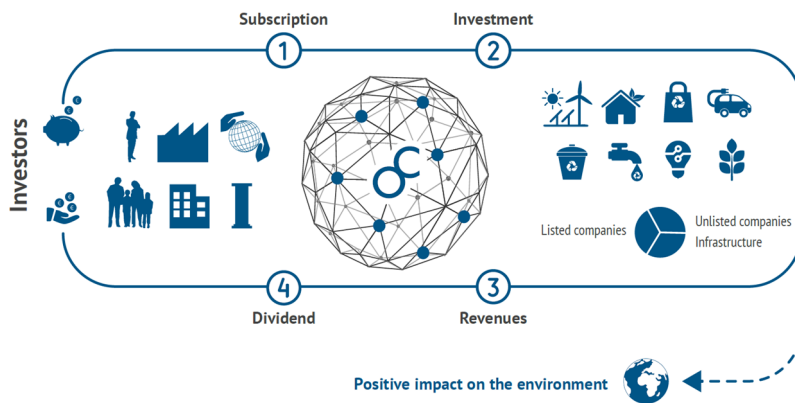 Subscription
Investment
1
2
Investors
Listed companies
Unlisted companies
Infrastructure
4
3
Dividend
Revenues
Positive impact on the environment